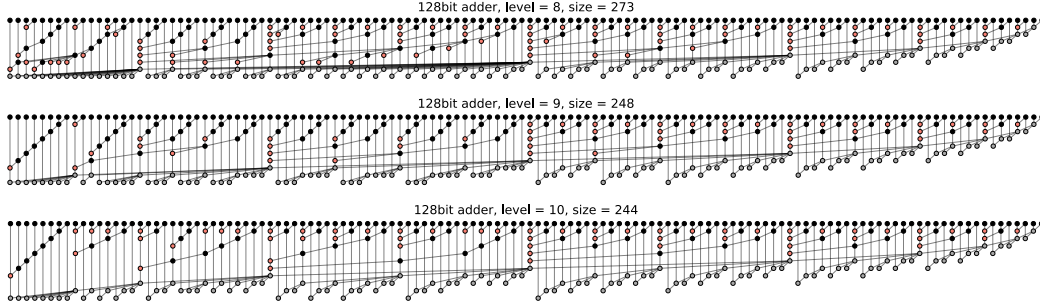 128bit adder, level = 8, size = 273
128bit adder, level = 9, size = 248
128bit adder, level = 10, size = 244